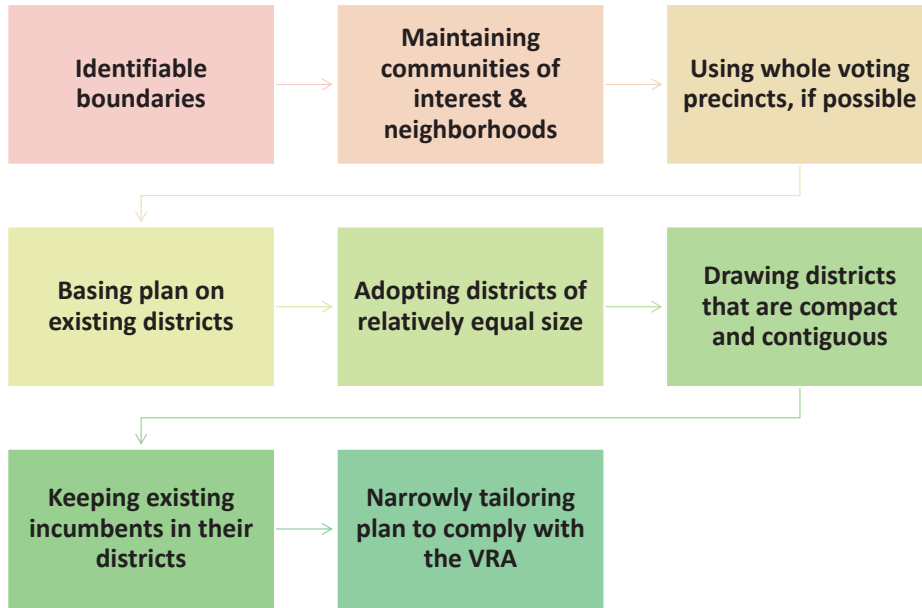 Identifiable
boundaries
Maintaining
communities of
interest &
neighborhoods
Using whole voting
precincts, if possible
Basing plan on
existing districts
Adopting districts of
relatively equal size
Drawing districts
that are compact
and contiguous
Keeping existing
incumbents in their
districts
Narrowly tailoring
plan to comply with
the VRA